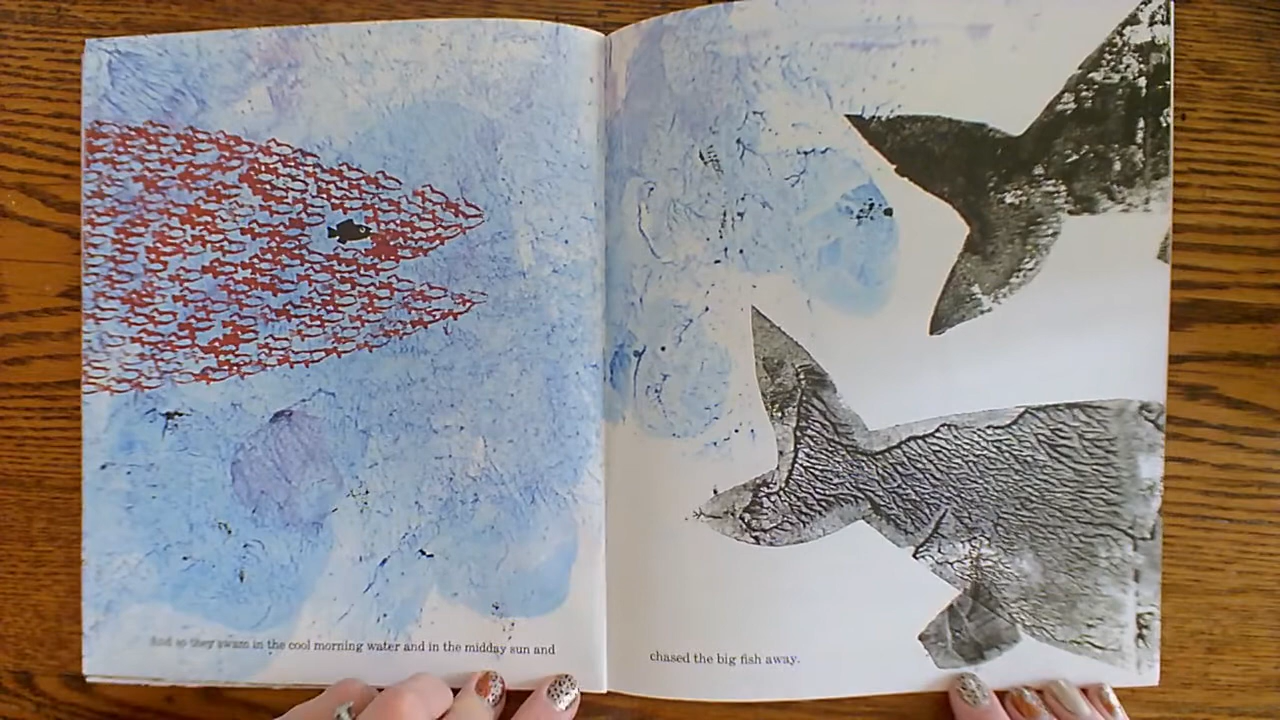 And so they swam in the cool morning water and in the midday sun and
chased the big fish away.